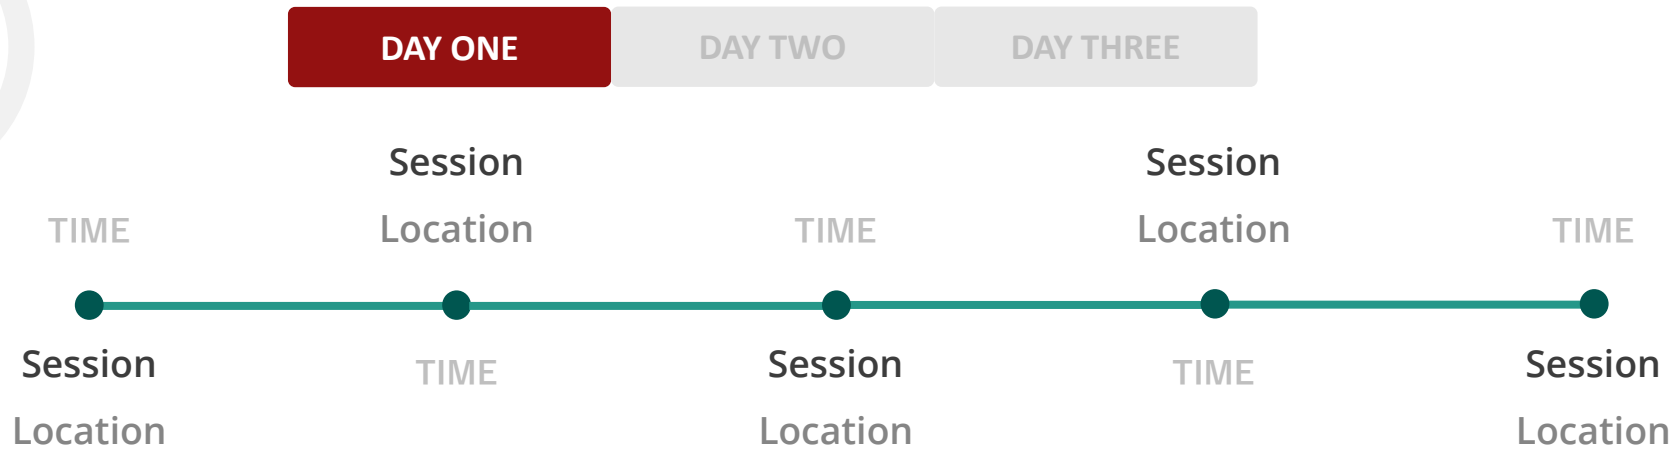 DAY ONE DAY TWO DAY THREE
Session Session
TIME Location TIME Location TIME
Session TIME Session TIME Session
Location Location Location